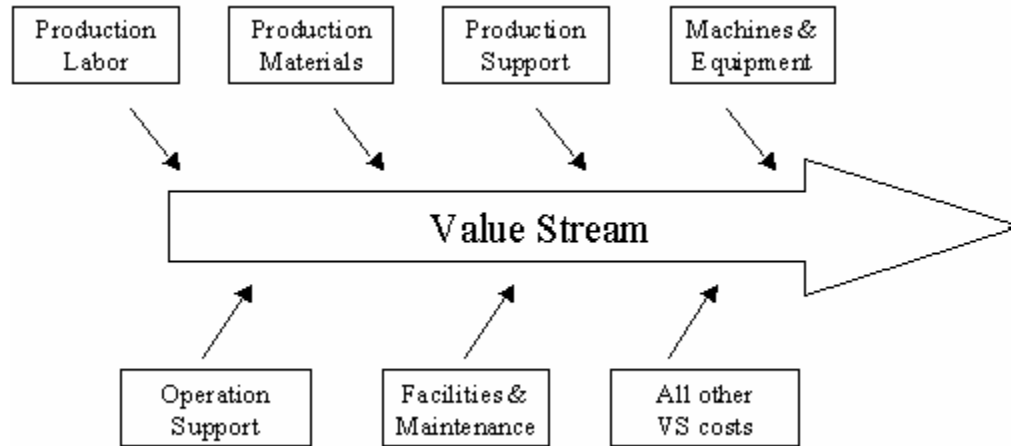 Production
Labor
Production
Materials
Production
Support
Machines &
Equipment
Value Stream
Operation
Support
Facilities &
Maintenance
All other
VS costs